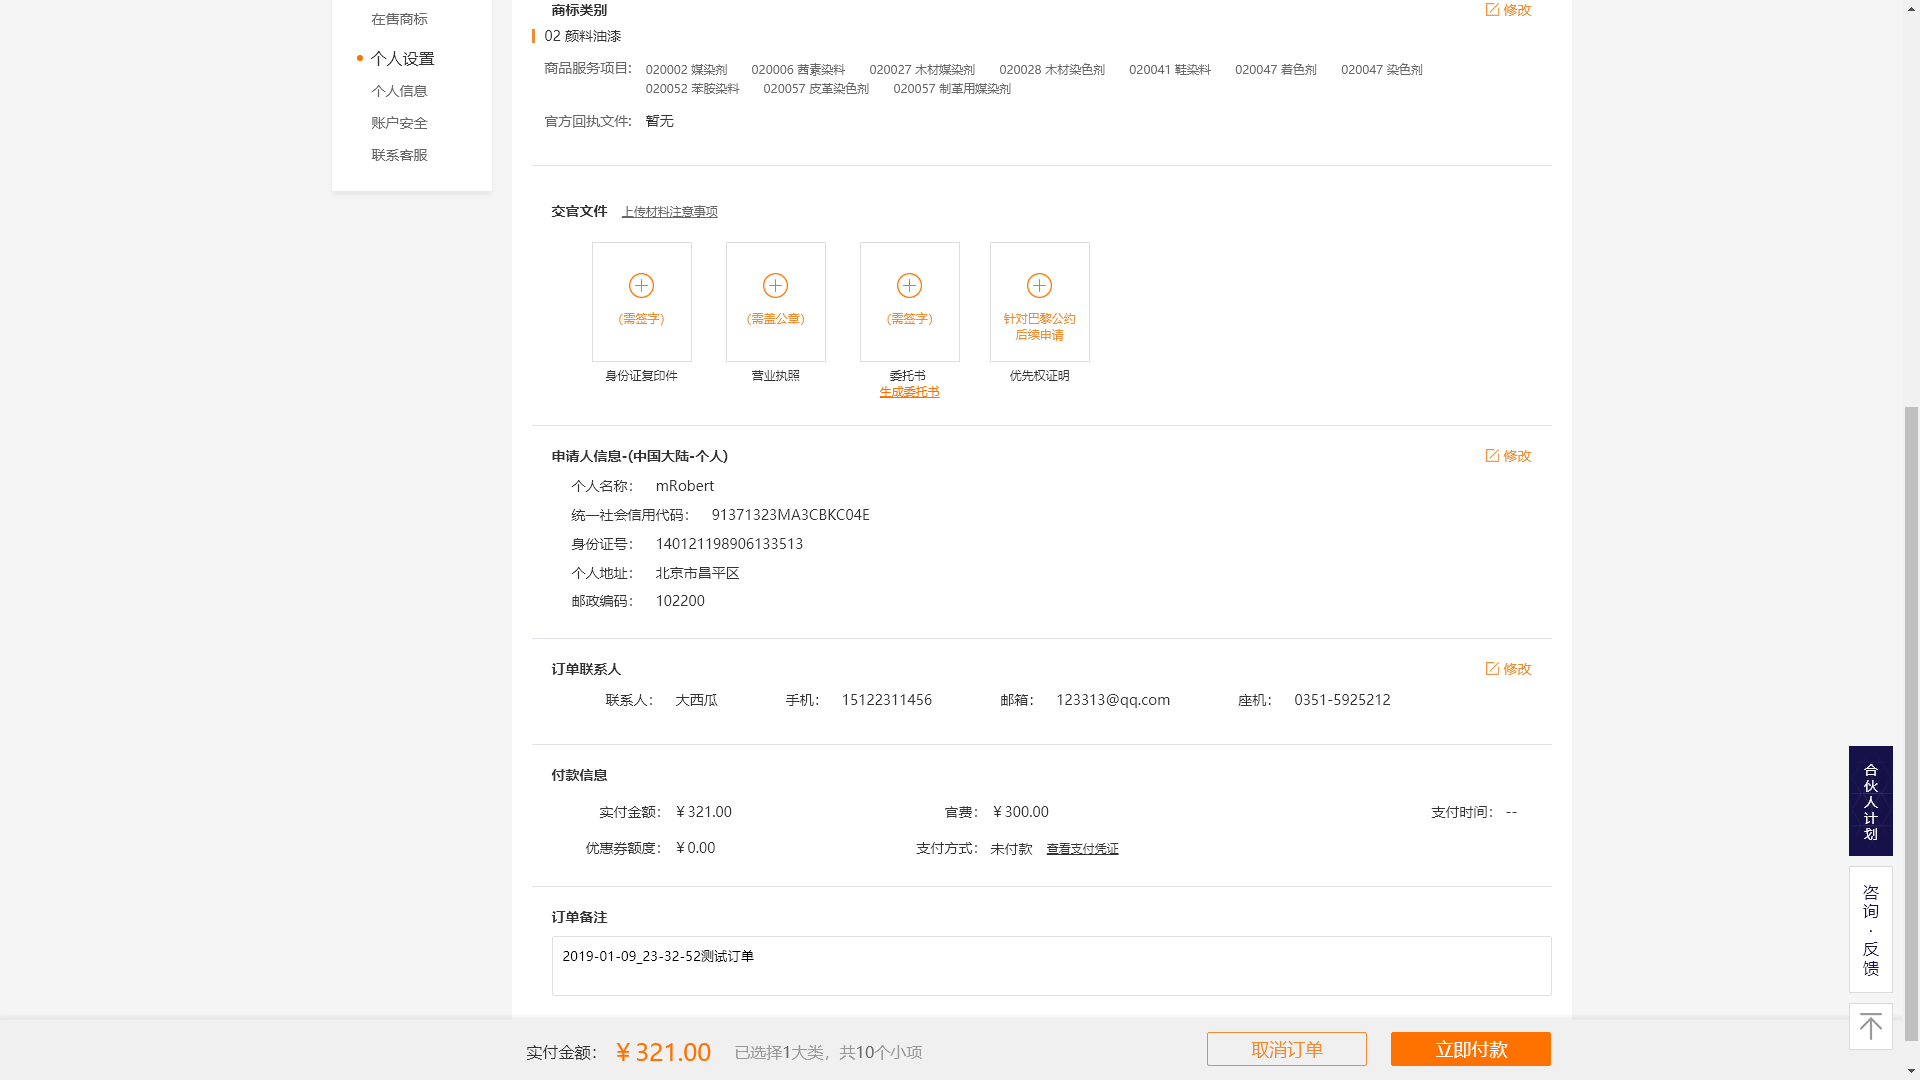 在售商标
个人设置
个人信息
账户安全
联系客服
商标类别
修改
02 颜料油漆
商品服务项目:
020002 媒染剂 020006 茜素染料 020027 木材媒染剂 020028 木材染色剂 020041 鞋染料 020047 着色剂 020047 染色剂
020052 苯胺染料 020057 皮革染色剂 020057 制革用媒染剂
官方回执文件: 暂无
交官文件 上传材料注意事项
(需签字) (需盖公章) (需签字) 针对巴黎公约
后续申请
身份证复印件 营业执照 委托书 优先权证明
生成委托书
申请人信息-(中国大陆-个人)
修改
个人名称: mRobert
统一社会信用代码: 91371323MA3CBKC04E
身份证号: 140121198906133513
个人地址: 北京市昌平区
邮政编码: 102200
订单联系人
修改
联系人: 大西瓜 手机: 15122311456 邮箱: 123313@qq.com 座机: 0351-5925212
付款信息
实付金额: ¥321.00 官费: ¥300.00 支付时间: --
优惠券额度: ¥0.00 支付方式: 未付款 查看支付凭证
订单备注
2019-01-09_23-32-52测试订单
实付金额: ¥321.00 已选择1大类，共10个小项
取消订单
立即付款
合伙人计划
咨询·反馈